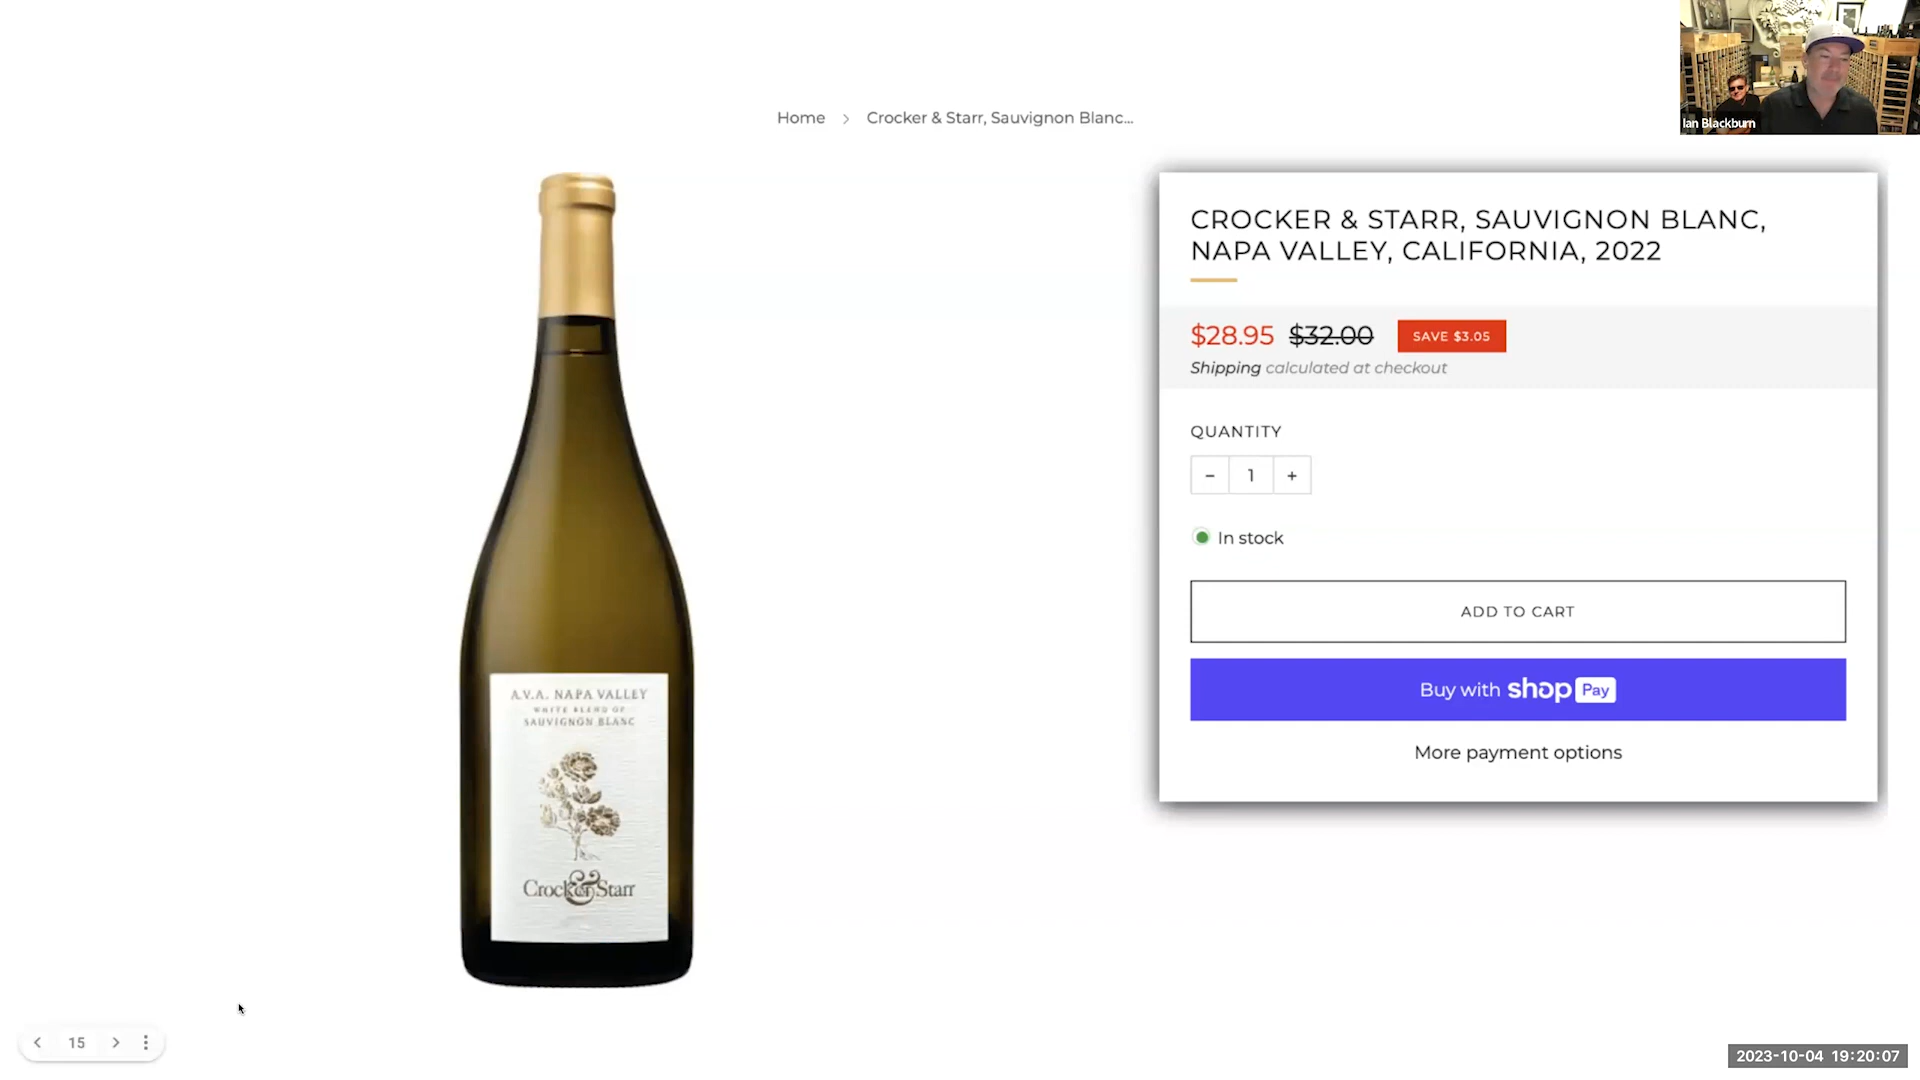 Ian Blackburn
Home > Crocker & Starr, Sauvignon Blanc...
CROCKER & STARR, SAUVIGNON BLANC,
NAPA VALLEY, CALIFORNIA, 2022
$28.95 $32.00 SAVE $3.05
Shipping calculated at checkout
QUANTITY
− 1 +
In stock
ADD TO CART
Buy with shop Pay
More payment options
A.V.A. NAPA VALLEY
WHITE BLEND OF
SAUVIGNON BLANC
Crocker & Starr
15
2023-10-04 19:20:07